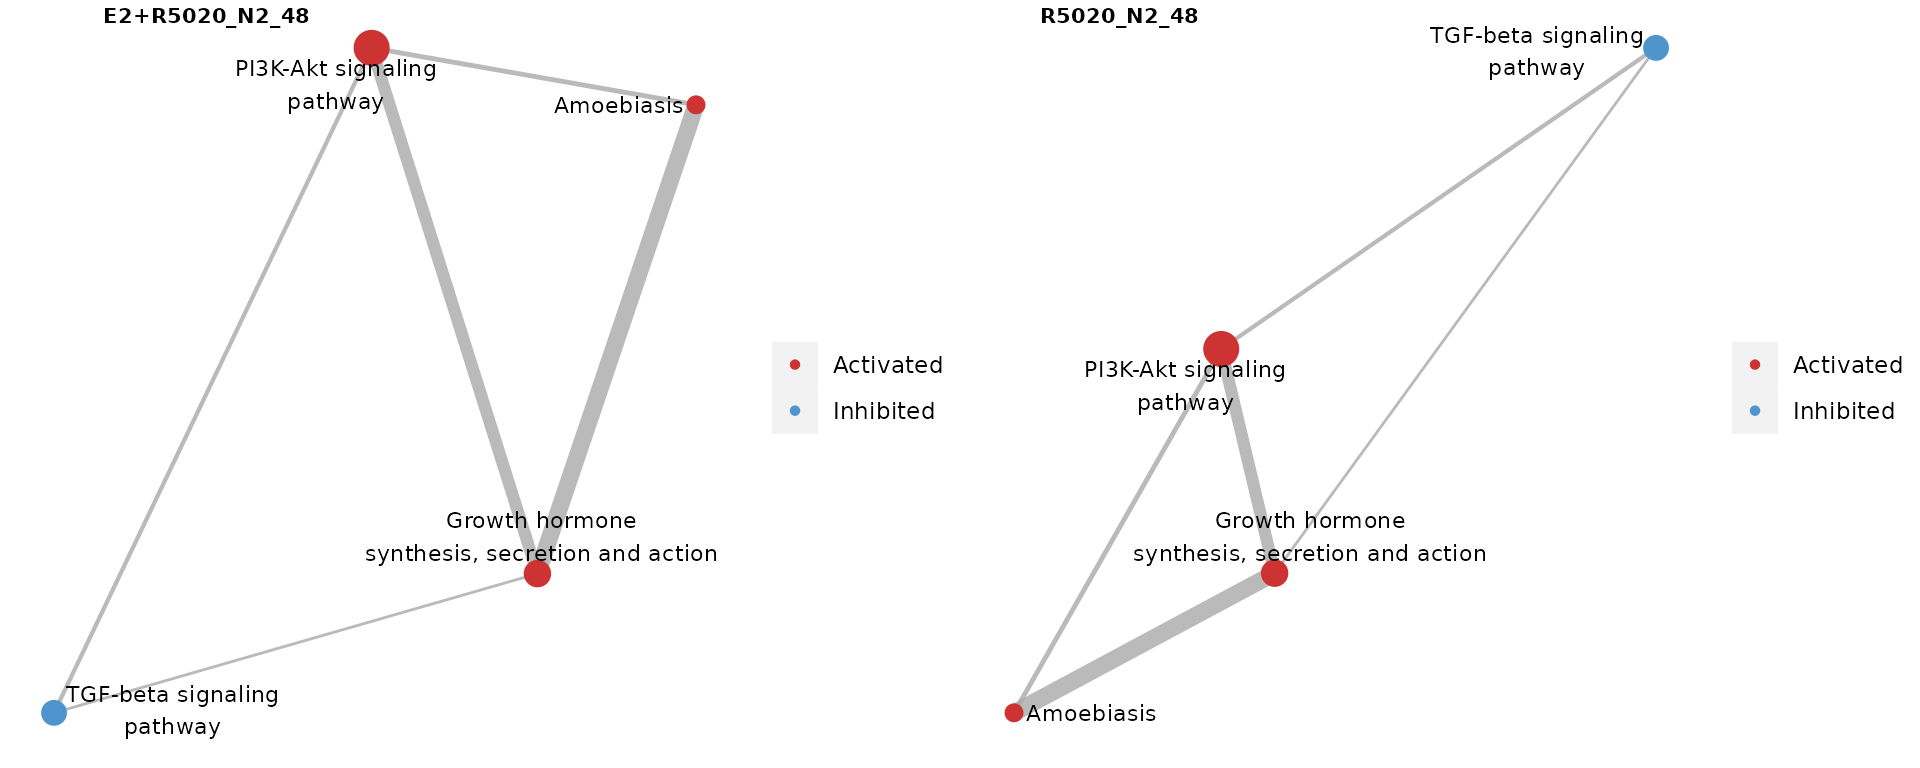 E2+R5020_N2_48
PI3K-Akt signaling
pathway
Amoebiasis
Growth hormone
synthesis, secretion and action
TGF-beta signaling
pathway
Activated
Inhibited
R5020_N2_48
TGF-beta signaling
pathway
PI3K-Akt signaling
pathway
Growth hormone
synthesis, secretion and action
Amoebiasis
Activated
Inhibited